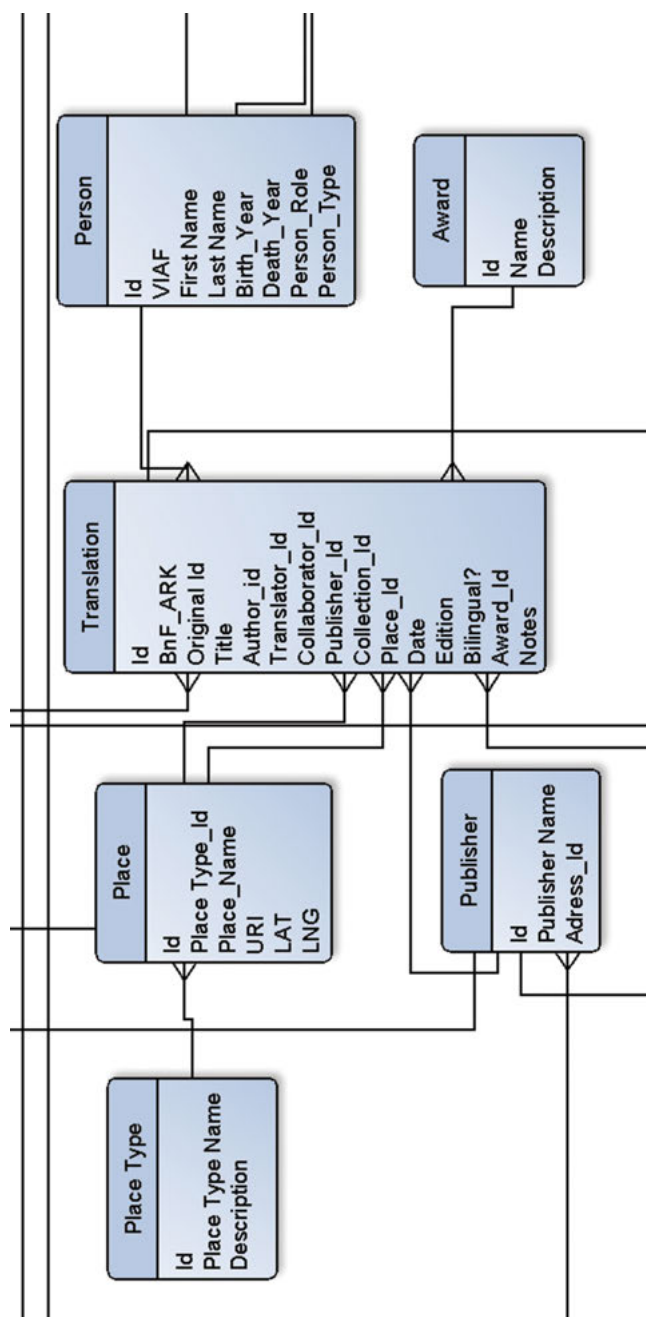 Person
Id
VIAF
First Name
Last Name
Birth_Year
Death_Year
Person_Role
Person_Type
Award
Id
Name
Description
Translation
Id
BnF_ARK
Original Id
Title
Author_id
Translator_Id
Collaborator_Id
Publisher_Id
Collection_Id
Place_Id
Date
Edition
Bilingual?
Award_Id
Notes
Place
Id
Place Type_Id
Place_Name
URI
LAT
LNG
Publisher
Id
Publisher Name
Adress_Id
Place Type
Id
Place Type Name
Description